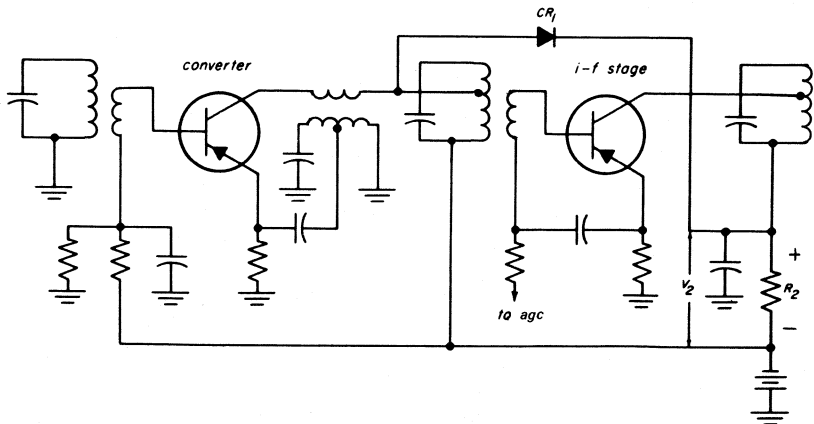 CR1
converter
i-f stage
to agc
V2
+
R2
−